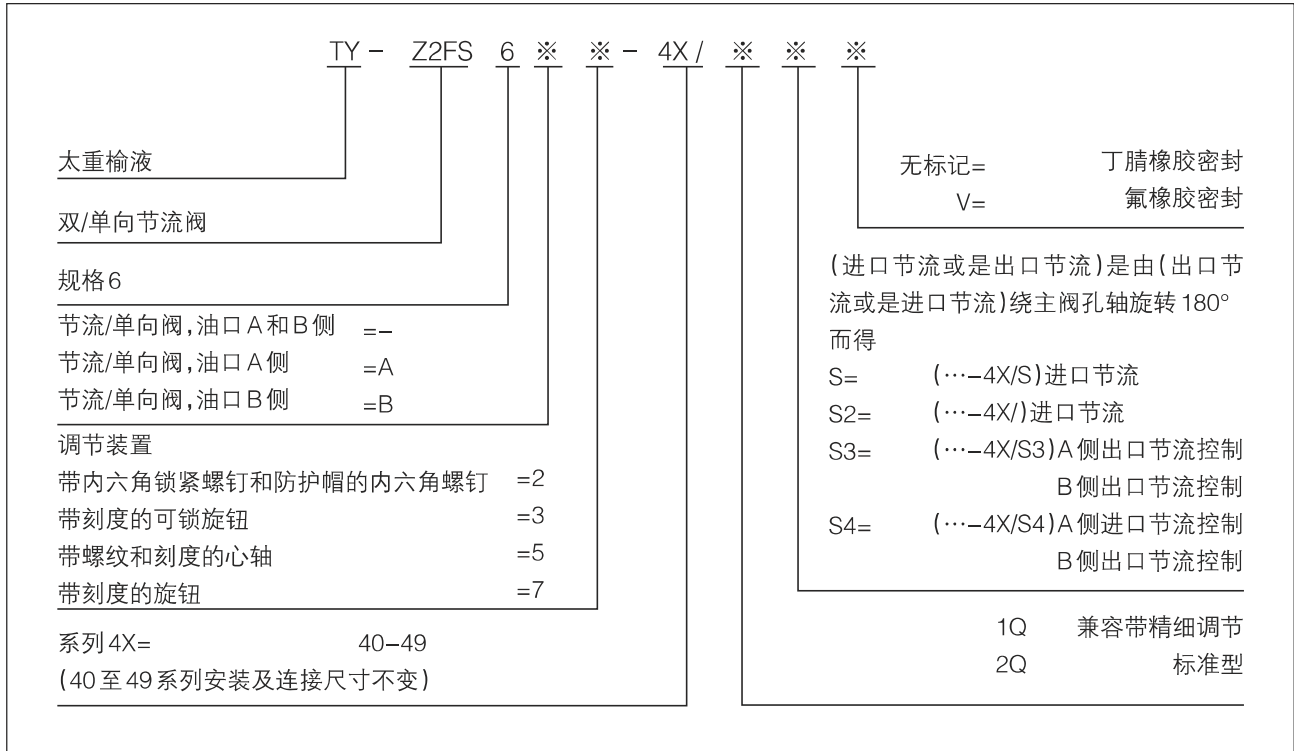 TY- Z2FS 6 ※ ※ - 4X / ※ ※ ※
太重榆液
双/单向节流阀
规格6
节流/单向阀,油口A和B侧 =-
节流/单向阀,油口A侧 =A
节流/单向阀,油口B侧 =B
调节装置
带内六角锁紧螺钉和防护帽的内六角螺钉 =2
带刻度的可锁旋钮 =3
带螺纹和刻度的心轴 =5
带刻度的旋钮 =7
系列4X= 40-49
(40至49系列安装及连接尺寸不变)
无标记= 丁腈橡胶密封
V= 氟橡胶密封
(进口节流或是出口节流)是由(出口节
流或是进口节流)绕主阀孔轴旋转180°
而得
S= (…-4X/S)进口节流
S2= (…-4X/)进口节流
S3= (…-4X/S3)A侧出口节流控制
B侧出口节流控制
S4= (…-4X/S4)A侧进口节流控制
B侧出口节流控制
1Q 兼容带精细调节
2Q 标准型